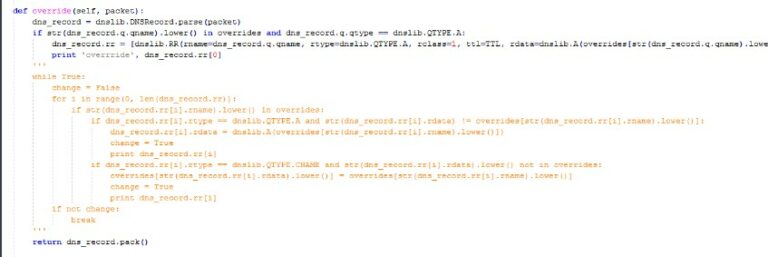 def override(self, packet):
    dns_record = dnslib.DNSRecord.parse(packet)
    if str(dns_record.q.qname).lower() in overrides and dns_record.q.qtype == dnslib.QTYPE.A:
        dns_record.rr = [dnslib.RR(rname=dns_record.q.qname, rtype=dnslib.QTYPE.A, rclass=1, ttl=TTL, rdata=dnslib.A(overrides[str(dns_record.q.qname).lowe
        print 'override', dns_record.rr[0]
    '''
    while True:
        change = False
        for i in range(0, len(dns_record.rr)):
            if str(dns_record.rr[i].rname).lower() in overrides:
                if dns_record.rr[i].rtype == dnslib.QTYPE.A and str(dns_record.rr[i].rdata) != overrides[str(dns_record.rr[i].rname).lower()]:
                    dns_record.rr[i].rdata = dnslib.A(overrides[str(dns_record.rr[i].rname).lower()])
                    change = True
                    print dns_record.rr[i]
                if dns_record.rr[i].rtype == dnslib.QTYPE.CNAME and str(dns_record.rr[i].rdata).lower() not in overrides:
                    overrides[str(dns_record.rr[i].rdata).lower()] = overrides[str(dns_record.rr[i].rname).lower()]
                    change = True
                    print dns_record.rr[i]
        if not change:
            break
    '''
    return dns_record.pack()